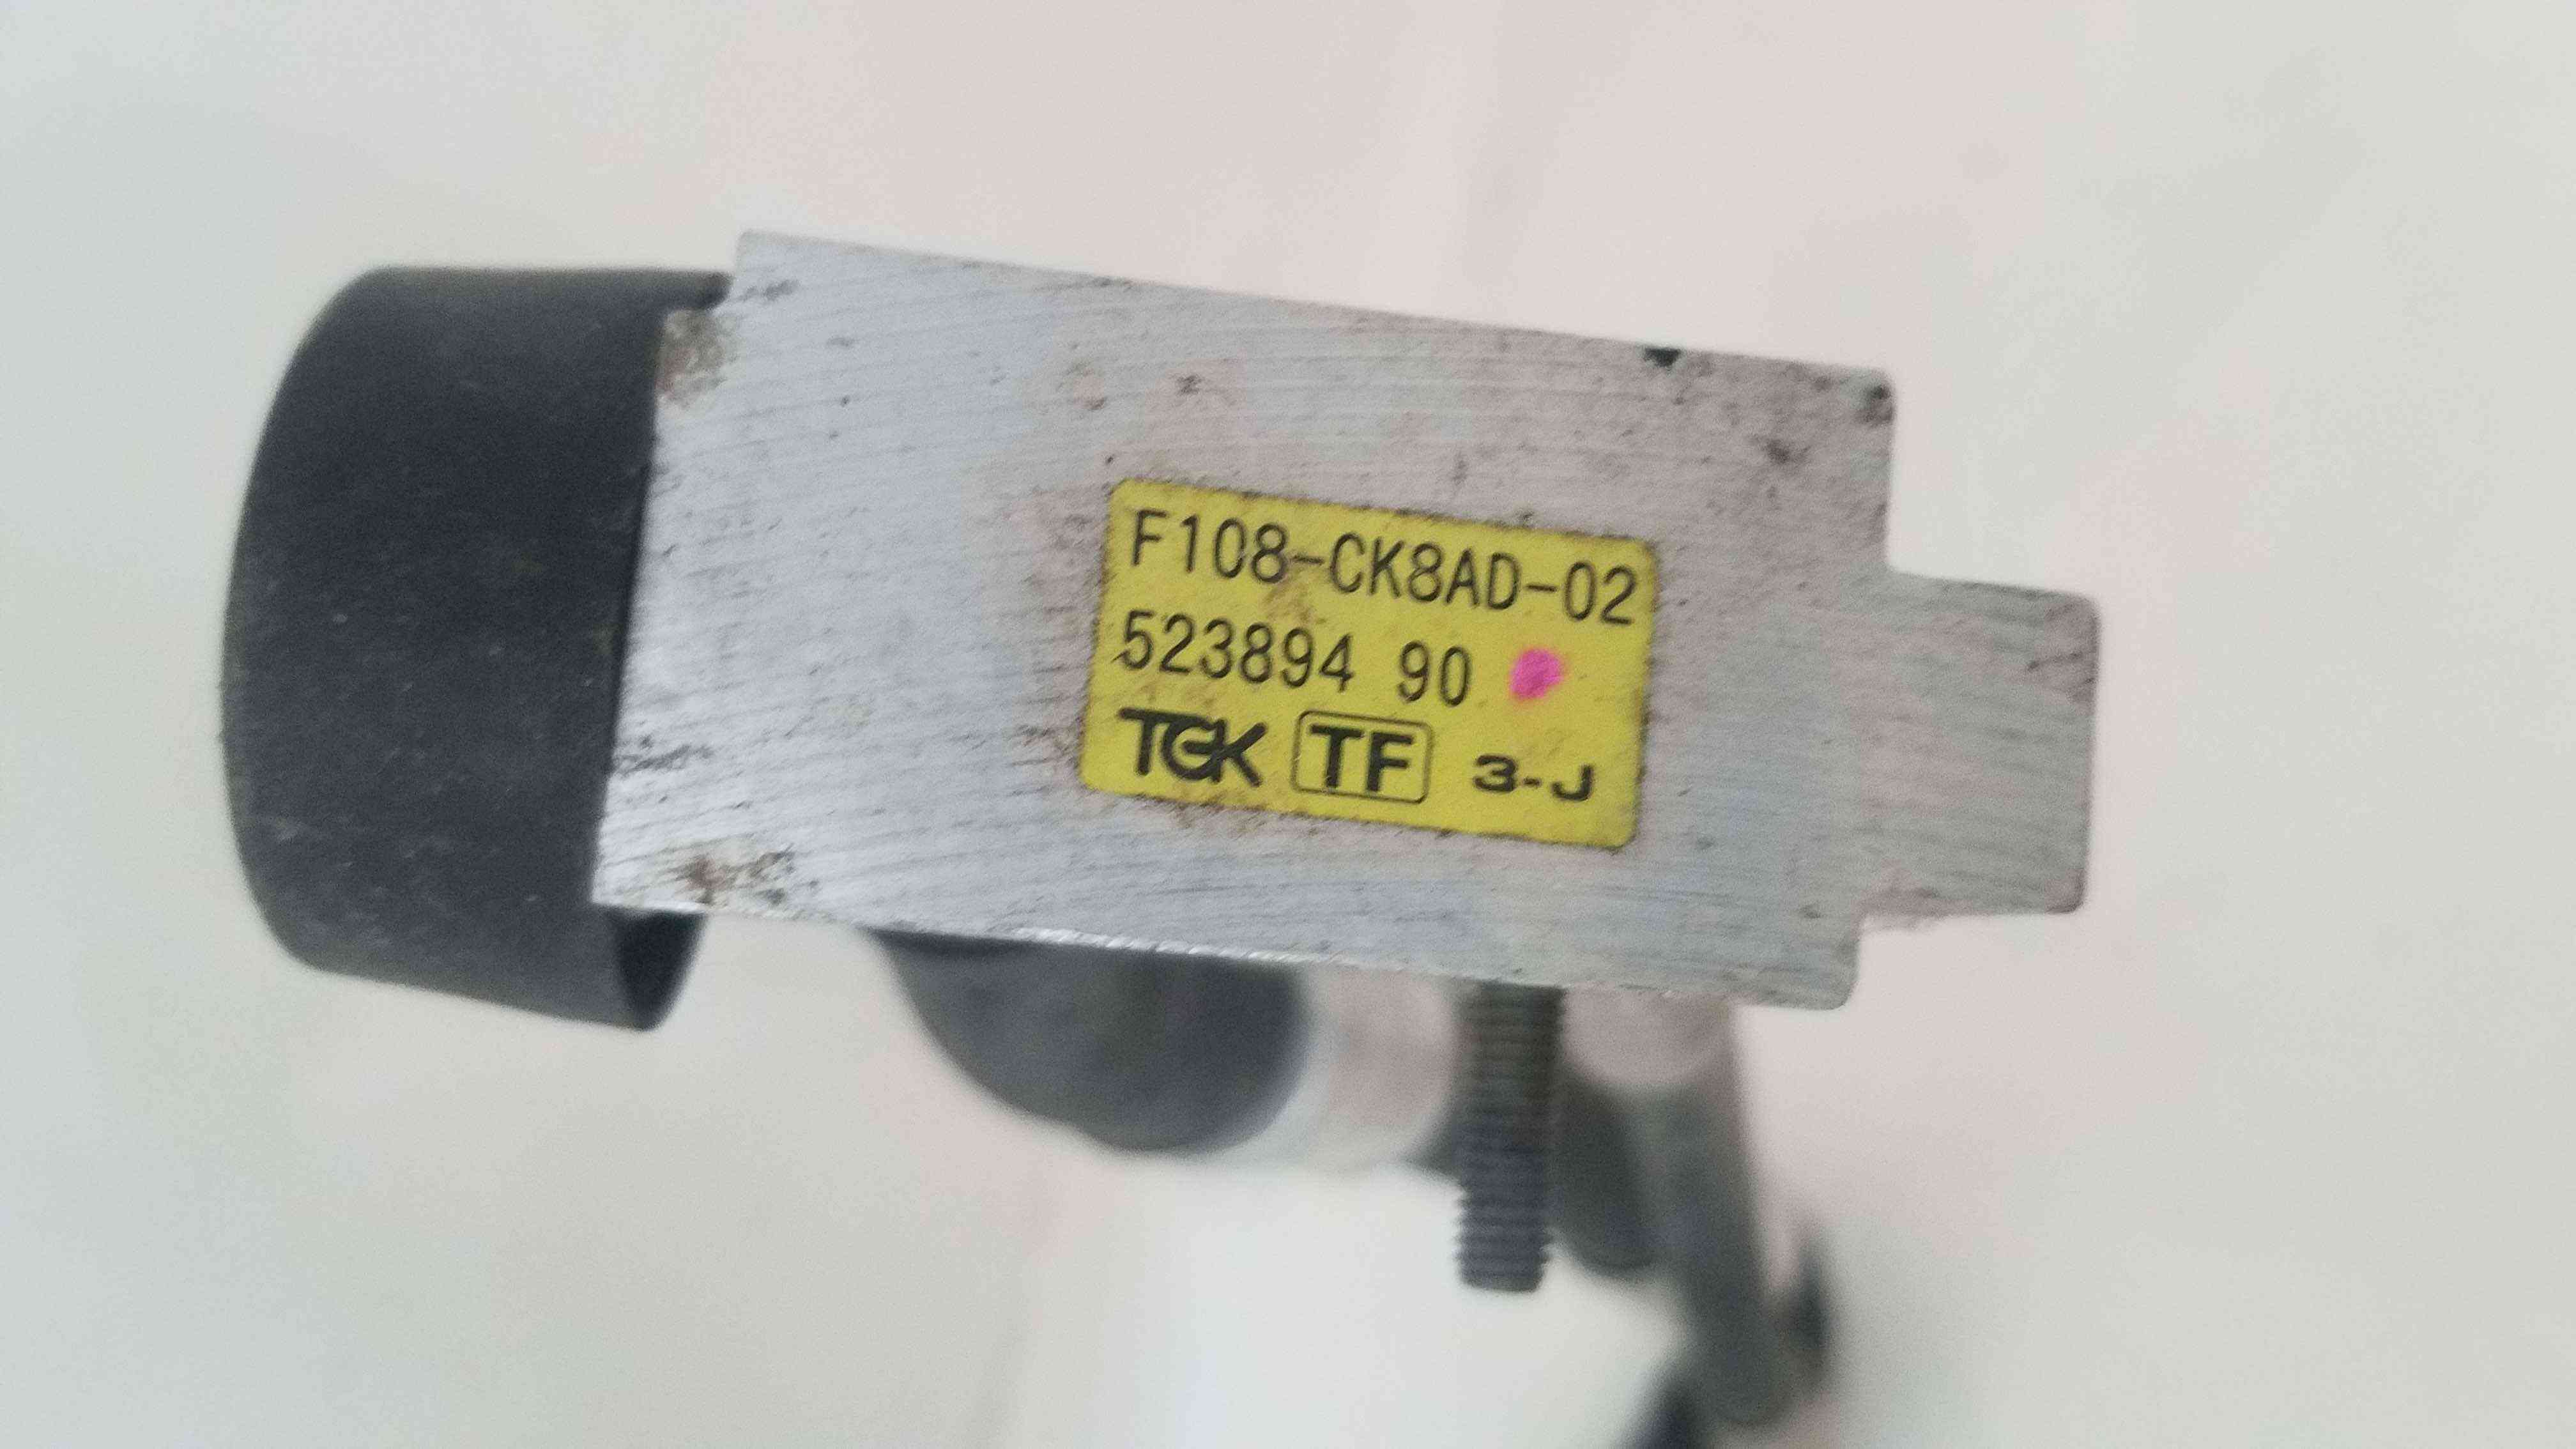 F108-CK8AD-02
523894 90
TGK TF 3-J